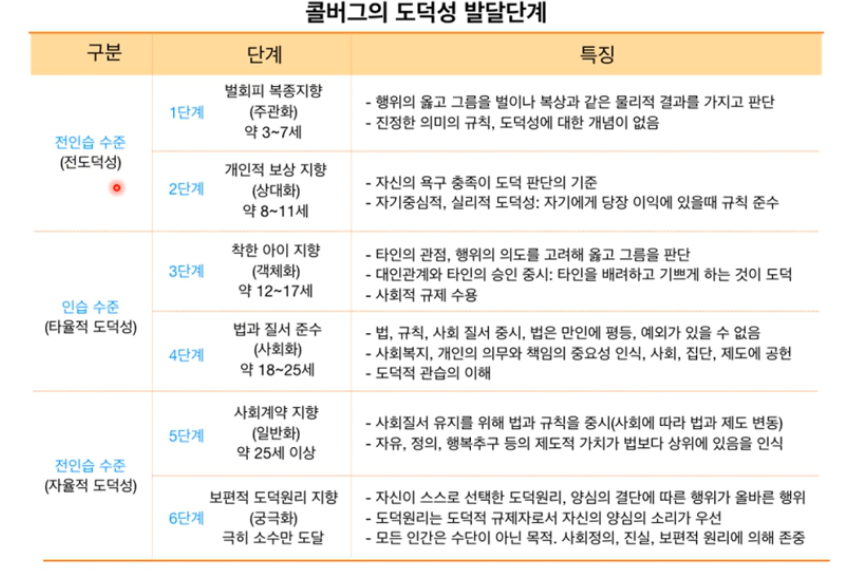 콜버그의 도덕성 발달단계
구분 단계 특징
전인습 수준
(전도덕성)
1단계
벌회피 복종지향
(주관화)
약 3~7세
- 행위의 옳고 그름을 벌이나 복상과 같은 물리적 결과를 가지고 판단
- 진정한 의미의 규칙, 도덕성에 대한 개념이 없음
2단계
개인적 보상 지향
(상대화)
약 8~11세
- 자신의 욕구 충족이 도덕 판단의 기준
- 자기중심적, 실리적 도덕성: 자기에게 당장 이익에 있을때 규칙 준수
인습 수준
(타율적 도덕성)
3단계
착한 아이 지향
(객체화)
약 12~17세
- 타인의 관점, 행위의 의도를 고려해 옳고 그름을 판단
- 대인관계와 타인의 승인 중시: 타인을 배려하고 기쁘게 하는 것이 도덕
- 사회적 규제 수용
4단계
법과 질서 준수
(사회화)
약 18~25세
- 법, 규칙, 사회 질서 중시, 법은 만인에 평등, 예외가 있을 수 없음
- 사회복지, 개인의 의무와 책임의 중요성 인식, 사회, 집단, 제도에 공헌
- 도덕적 관습의 이해
전인습 수준
(자율적 도덕성)
5단계
사회계약 지향
(일반화)
약 25세 이상
- 사회질서 유지를 위해 법과 규칙을 중시(사회에 따라 법과 제도 변동)
- 자유, 정의, 행복추구 등의 제도적 가치가 법보다 상위에 있음을 인식
6단계
보편적 도덕원리 지향
(궁극화)
극히 소수만 도달
- 자신이 스스로 선택한 도덕원리, 양심의 결단에 따른 행위가 올바른 행위
- 도덕원리는 도덕적 규제자로서 자신의 양심의 소리가 우선
- 모든 인간은 수단이 아닌 목적. 사회정의, 진실, 보편적 원리에 의해 존중